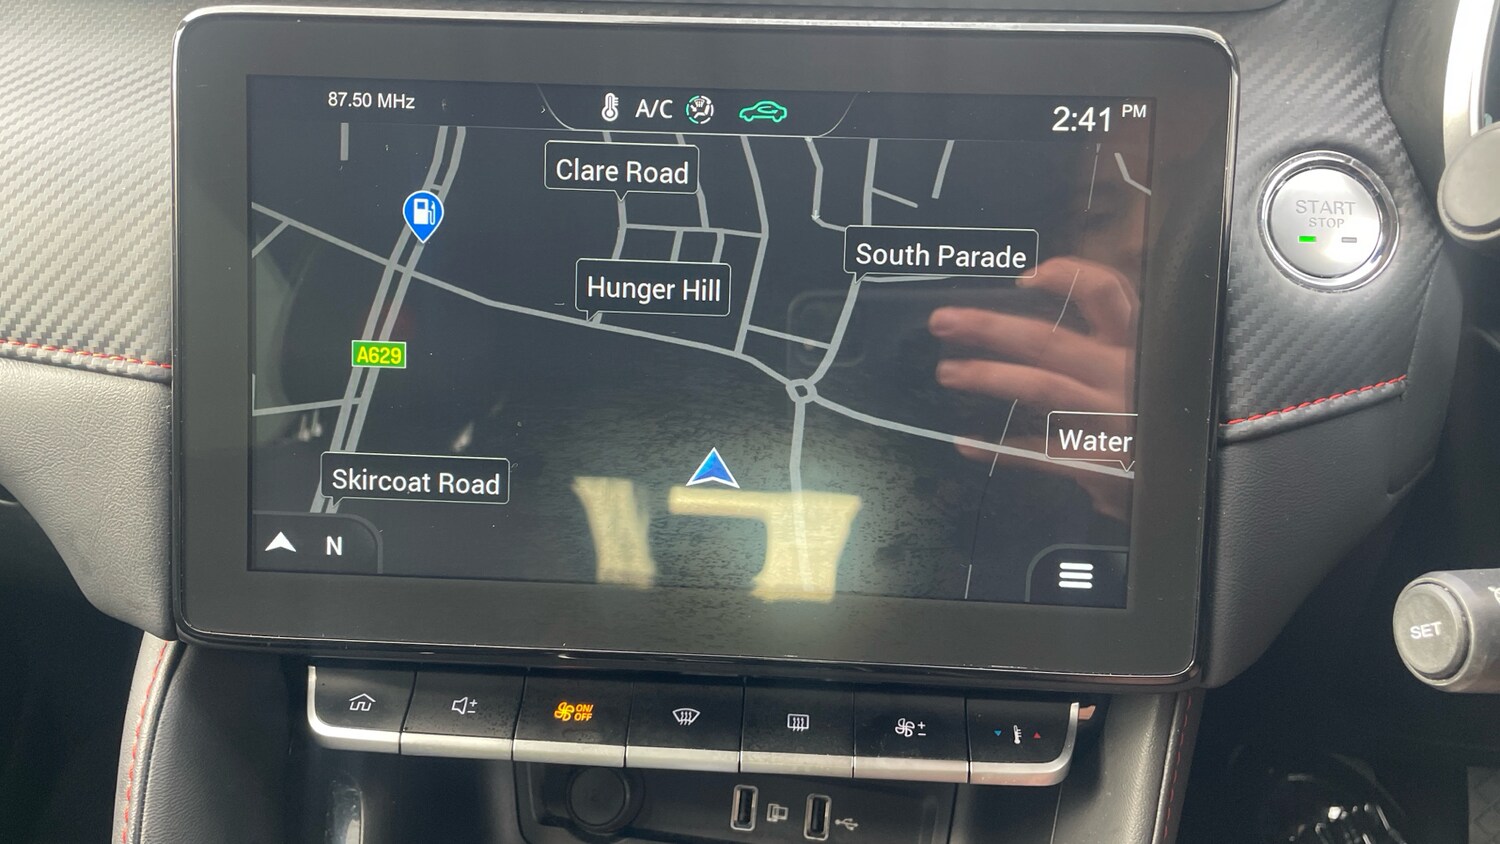 87.50 MHz
A/C
2:41 PM
Clare Road
South Parade
Hunger Hill
A629
Water
Skircoat Road
N
START
STOP
SET
ON/
OFF